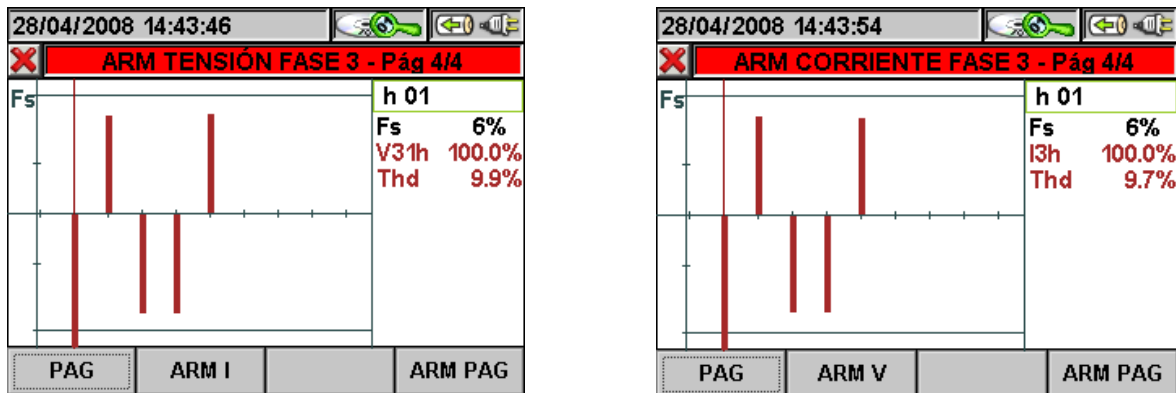 28/04/2008 14:43:46
ARM TENSIÓN FASE 3 - Pág 4/4
Fs
h 01
Fs 6%
V31h 100.0%
Thd 9.9%
PAG ARM I ARM PAG
28/04/2008 14:43:54
ARM CORRIENTE FASE 3 - Pág 4/4
Fs
h 01
Fs 6%
I3h 100.0%
Thd 9.7%
PAG ARM V ARM PAG